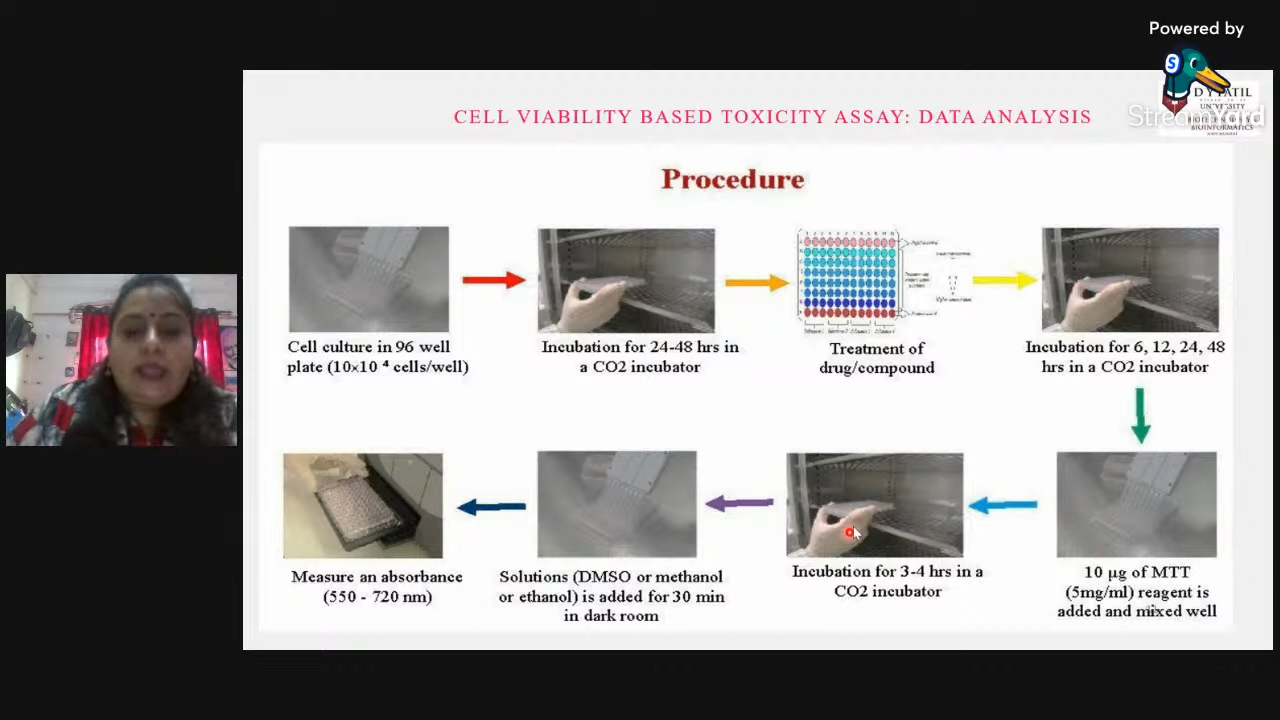 Powered by
StreamYard
D Y PATIL
UNIVERSITY
BIOINFORMATICS
CELL VIABILITY BASED TOXICITY ASSAY: DATA ANALYSIS
Procedure
Cell culture in 96 well
plate (10×10 ⁴ cells/well)
Incubation for 24-48 hrs in
a CO2 incubator
Treatment of
drug/compound
Incubation for 6, 12, 24, 48
hrs in a CO2 incubator
Measure an absorbance
(550 - 720 nm)
Solutions (DMSO or methanol
or ethanol) is added for 30 min
in dark room
Incubation for 3-4 hrs in a
CO2 incubator
10 µg of MTT
(5mg/ml) reagent is
added and mixed well